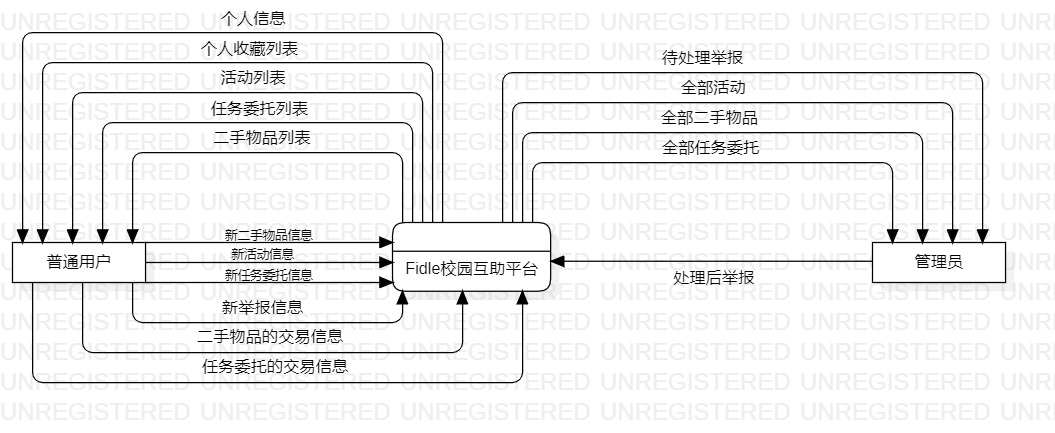 个人信息
个人收藏列表
活动列表
任务委托列表
二手物品列表
待处理举报
全部活动
全部二手物品
全部任务委托
普通用户
新二手物品信息
新活动信息
新任务委托信息
Fidle校园互助平台
处理后举报
管理员
新举报信息
二手物品的交易信息
任务委托的交易信息
UNREGISTERED UNREGISTERED UNREGISTERED UNREGISTERED UNREGISTERED UNREG